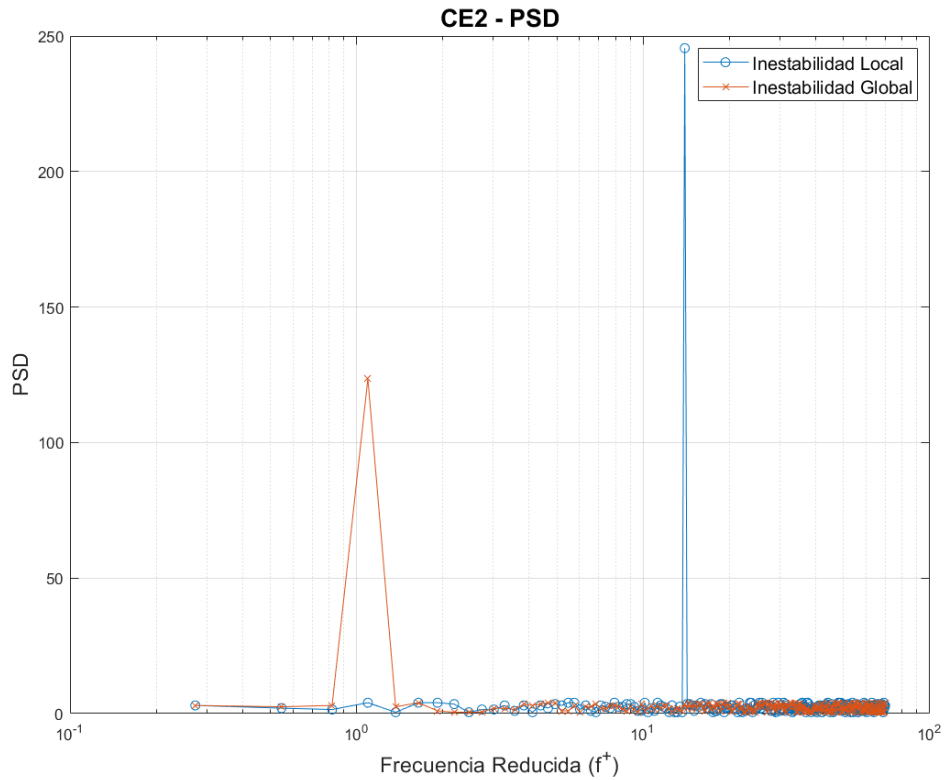 CE2 - PSD
Inestabilidad Local
Inestabilidad Global
PSD
250
200
150
100
50
0
10⁻¹
10⁰
10¹
10²
Frecuencia Reducida (f⁺)